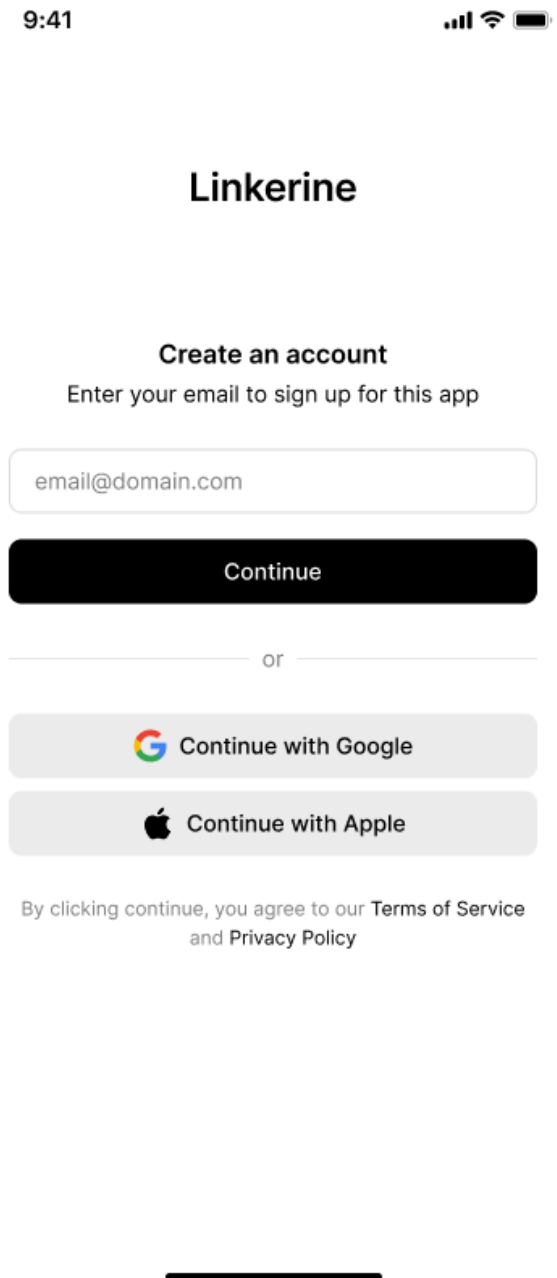 9:41
Linkerine
Create an account
Enter your email to sign up for this app
email@domain.com
Continue
or
Continue with Google
Continue with Apple
By clicking continue, you agree to our Terms of Service
and Privacy Policy